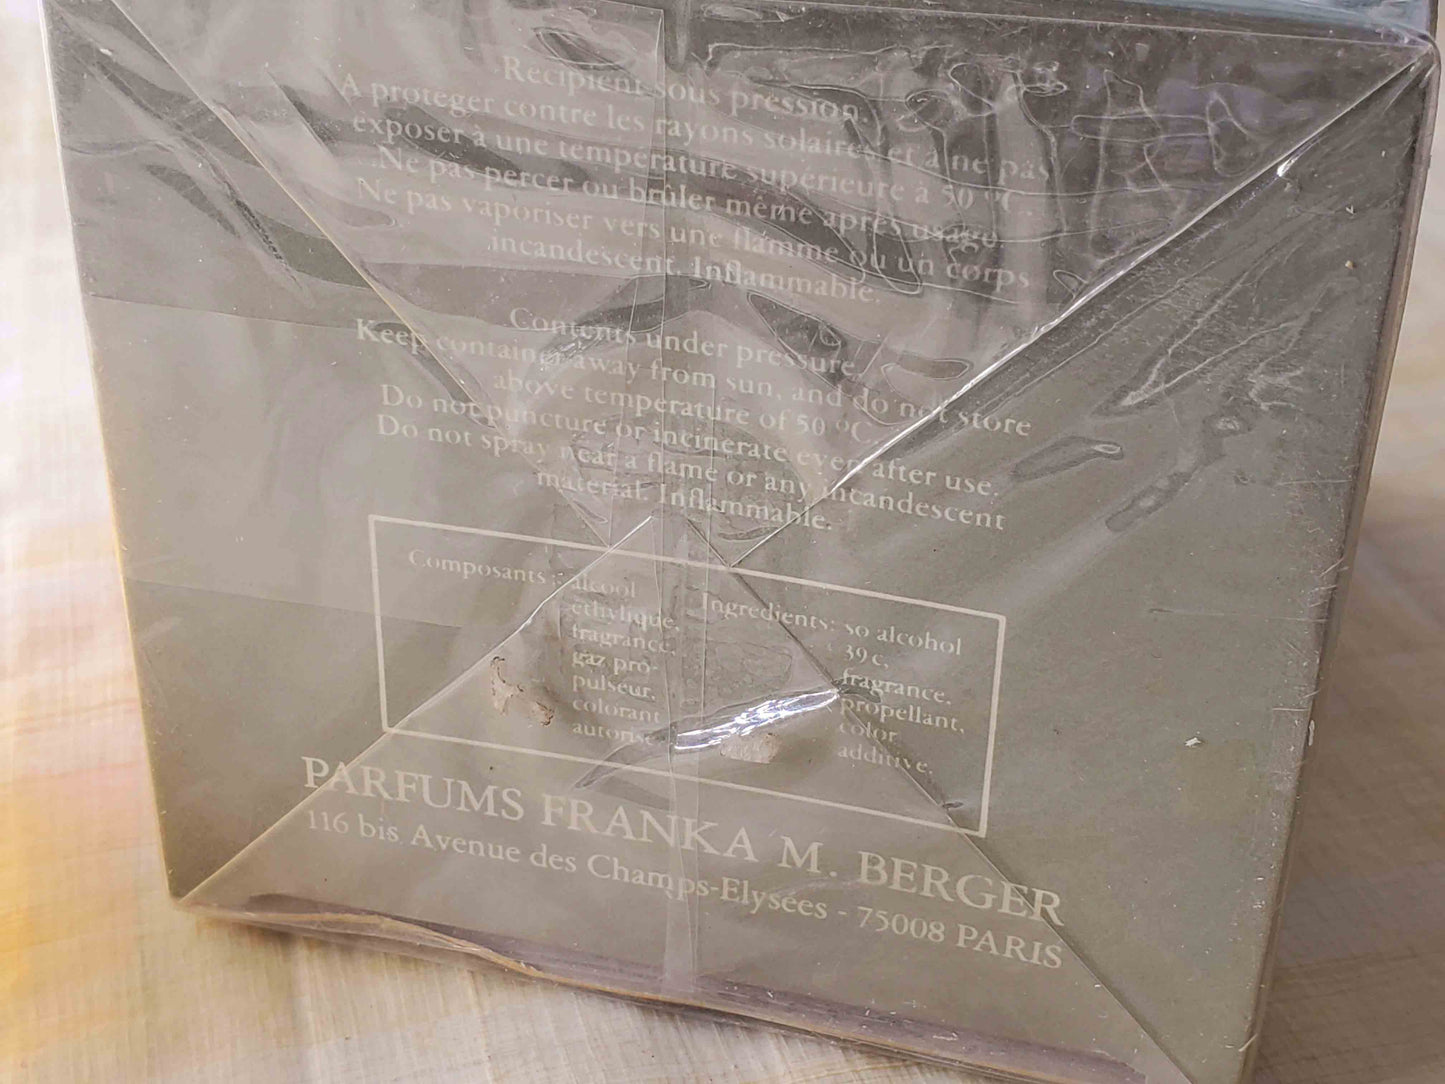 Recipient sous pression.
A proteger contre les rayons solaires et à ne pas
exposer à une temperature supérieure à 50 °C.
Ne pas percer ou brûler même après usage.
Ne pas vaporiser vers une flamme ou un corps
incandescent. Inflammable.
Contents under pressure.
Keep container away from sun, and do not store
above temperature of 50 °C.
Do not puncture or incinerate even after use.
Do not spray near a flame or any incandescent
material. Inflammable.
Composants : alcool
ethylique,
fragrance,
gaz pro-
pulseur,
colorant
autorisé
Ingredients: so alcohol
39 c,
fragrance,
propellant,
color
additive.
PARFUMS FRANKA M. BERGER
116 bis Avenue des Champs-Elysées - 75008 PARIS